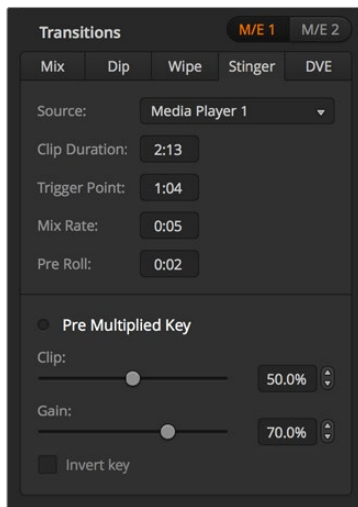 Transitions M/E 1 M/E 2
Mix Dip Wipe Stinger DVE
Source: Media Player 1
Clip Duration: 2:13
Trigger Point: 1:04
Mix Rate: 0:05
Pre Roll: 0:02
Pre Multiplied Key
Clip:
50.0%
Gain:
70.0%
Invert key